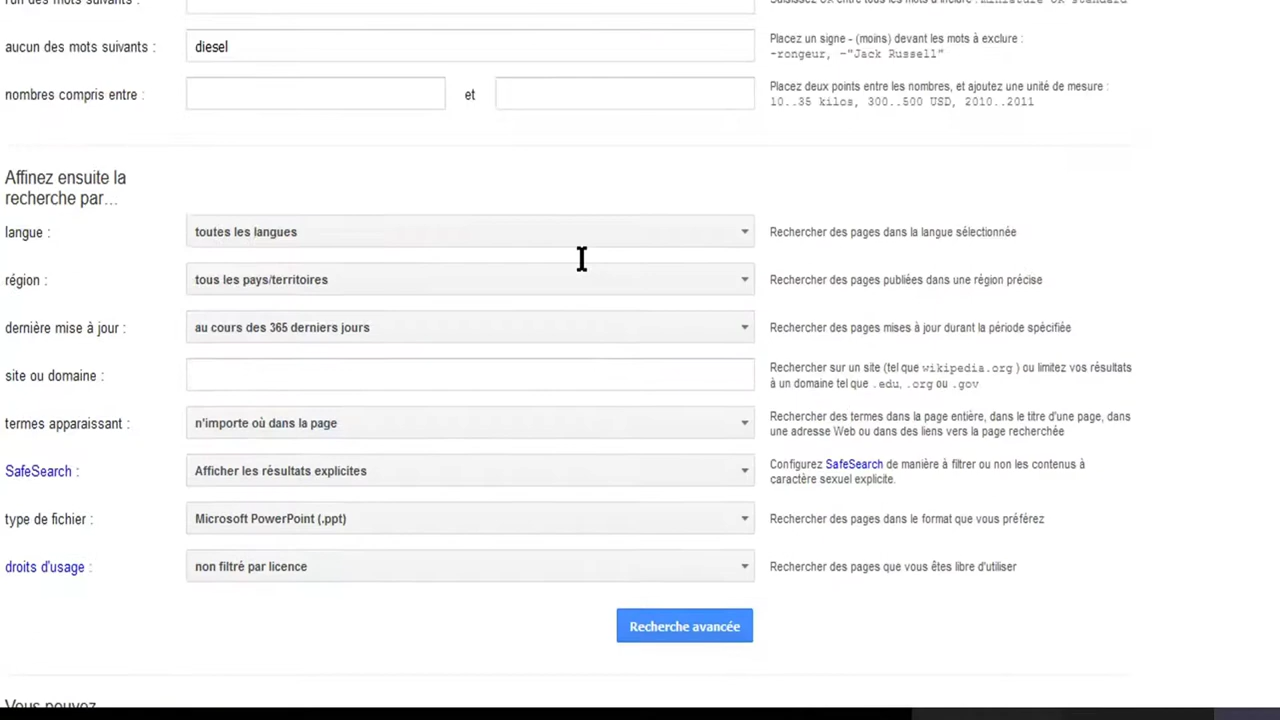 l'un des mots suivants :
aucun des mots suivants : diesel Placez un signe - (moins) devant les mots à exclure :
-rongeur, -"Jack Russell"
nombres compris entre : et Placez deux points entre les nombres, et ajoutez une unité de mesure :
10..35 kilos, 300..500 USD, 2010..2011
Affinez ensuite la
recherche par...
langue : toutes les langues Rechercher des pages dans la langue sélectionnée
région : tous les pays/territoires Rechercher des pages publiées dans une région précise
dernière mise à jour : au cours des 365 derniers jours Rechercher des pages mises à jour durant la période spécifiée
site ou domaine : Rechercher sur un site (tel que wikipedia.org ) ou limitez vos résultats
à un domaine tel que .edu, .org ou .gov
termes apparaissant : n'importe où dans la page Rechercher des termes dans la page entière, dans le titre d'une page, dans
une adresse Web ou dans des liens vers la page recherchée
SafeSearch : Afficher les résultats explicites Configurez SafeSearch de manière à filtrer ou non les contenus à
caractère sexuel explicite.
type de fichier : Microsoft PowerPoint (.ppt) Rechercher des pages dans le format que vous préférez
droits d'usage : non filtré par licence Rechercher des pages que vous êtes libre d'utiliser
Recherche avancée
Vous pouvez